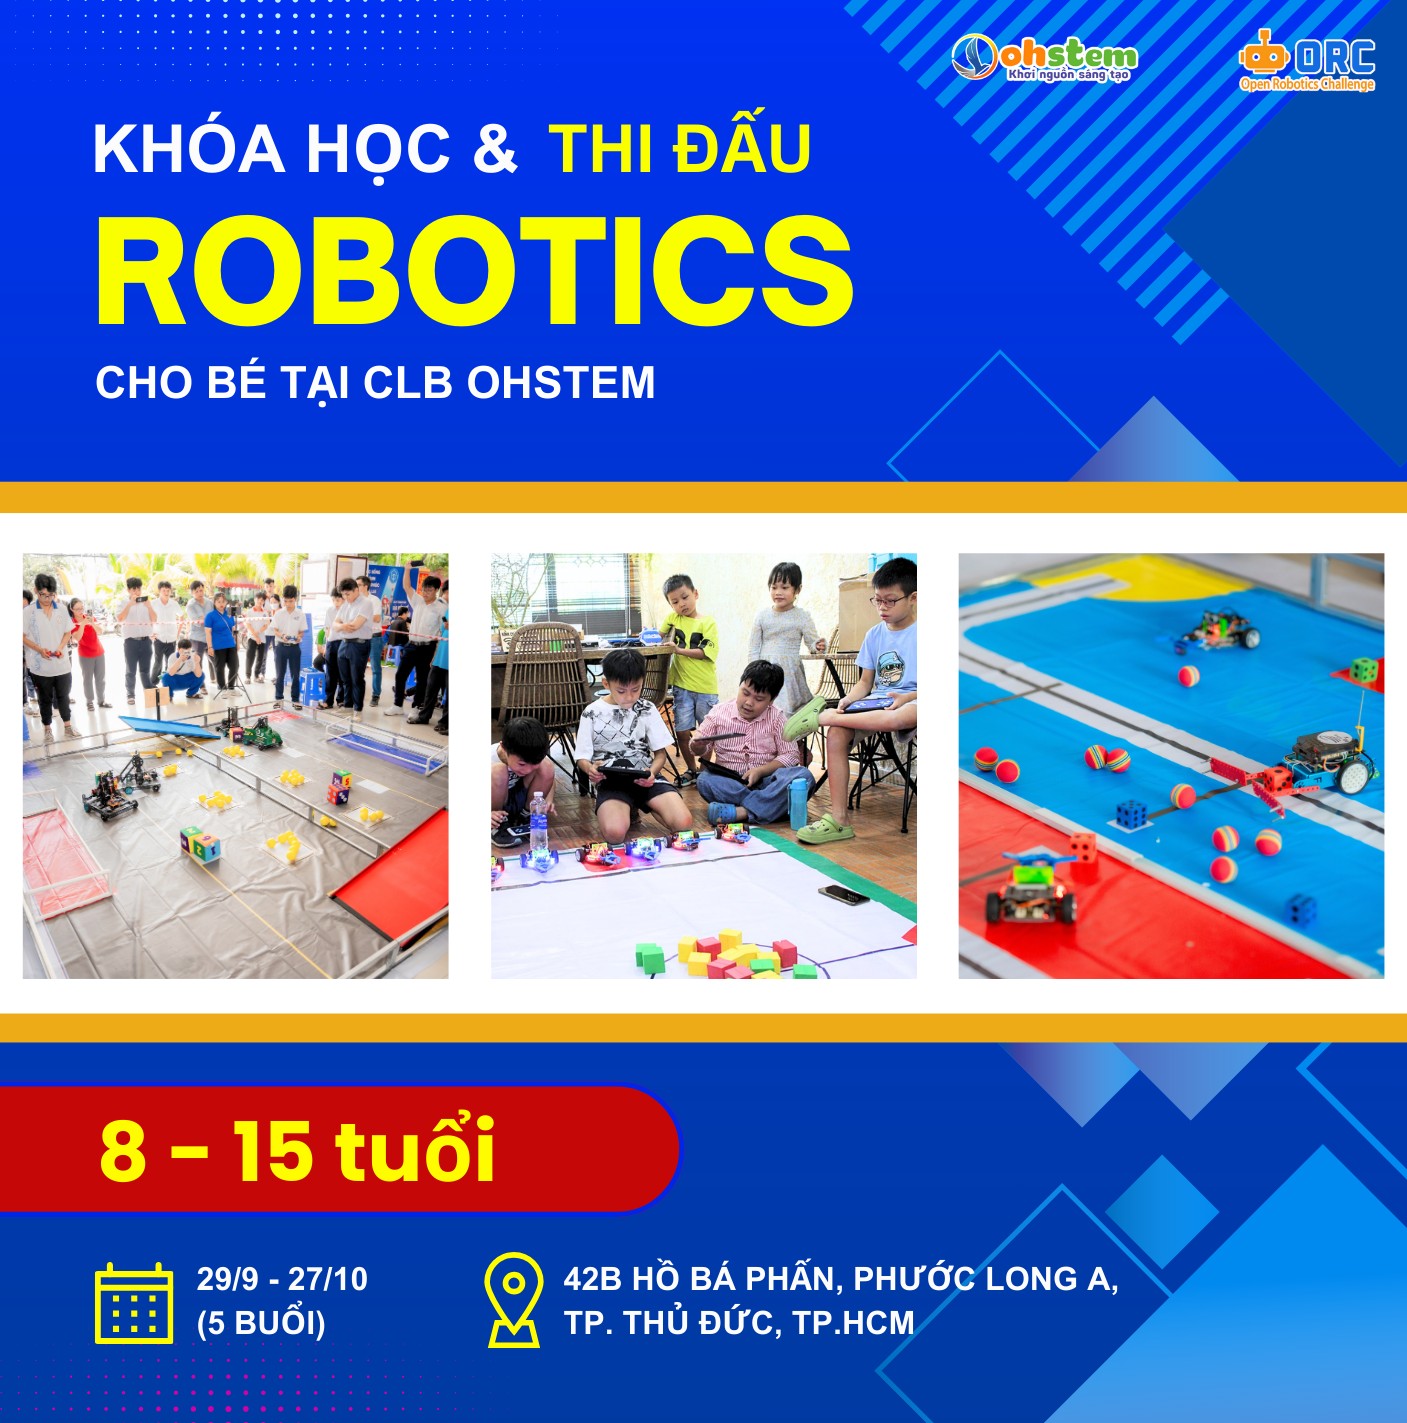 ohstem
Khơi nguồn sáng tạo
ORC
Open Robotics Challenge
KHÓA HỌC & THI ĐẤU
ROBOTICS
CHO BÉ TẠI CLB OHSTEM
8 - 15 tuổi
29/9 - 27/10
(5 BUỔI)
42B HỒ BÁ PHẤN, PHƯỚC LONG A,
TP. THỦ ĐỨC, TP.HCM